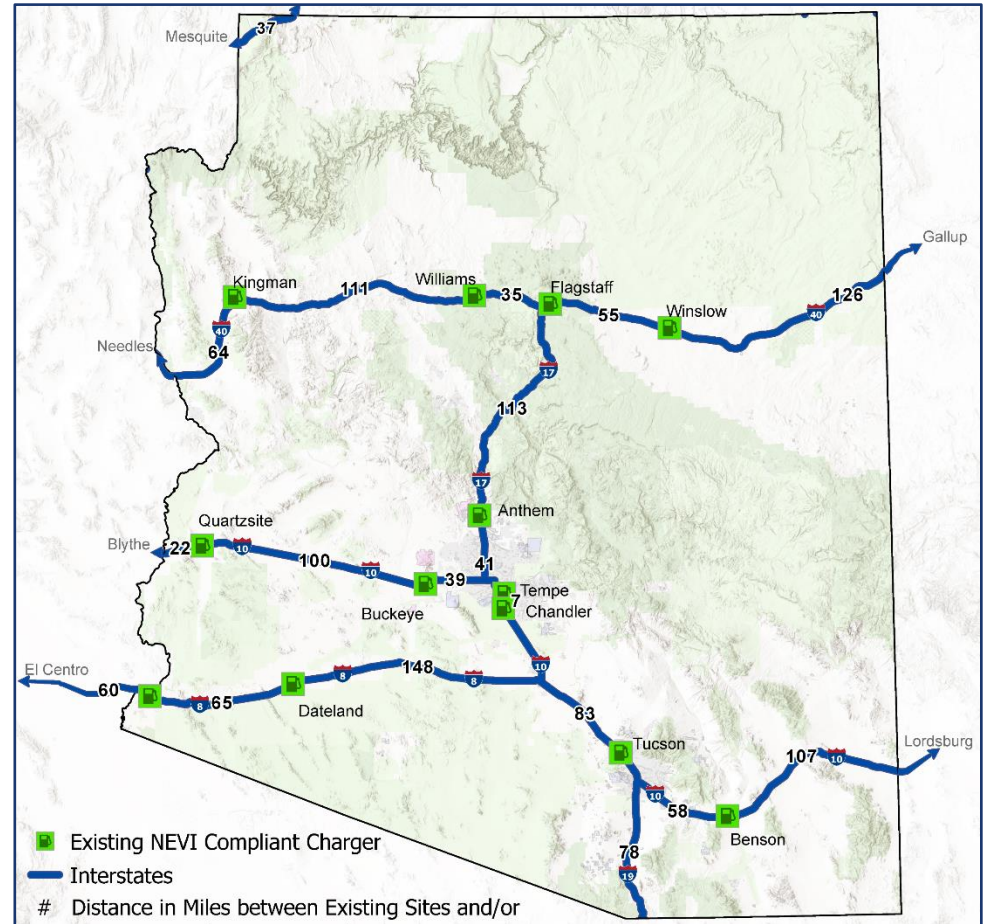 37
Mesquite
Gallup
Kingman
Williams
Flagstaff
111
35
126
55
Winslow
40
40
Needles
64
17
113
17
Anthem
Quartzsite
Blythe
22
10
100
10
41
39
Tempe
7
Chandler
Buckeye
El Centro
148
10
8
8
60
65
8
Dateland
83
Tucson
Lordsburg
107
10
10
58
Benson
78
19
Existing NEVI Compliant Charger
Interstates
# Distance in Miles between Existing Sites and/or